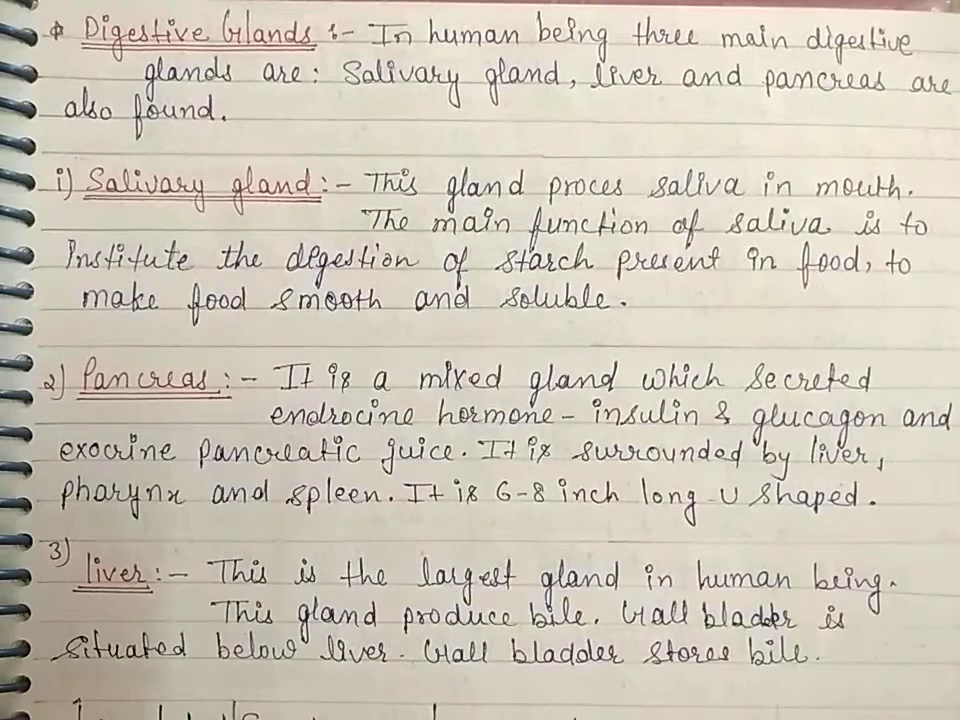 * Digestive Glands :- In human being three main digestive
glands are: Salivary gland, liver and pancreas are
also found.
i) Salivary gland:- This gland proces saliva in mouth.
The main function of saliva is to
Institute the digestion of starch present in food, to
make food smooth and soluble.
2) Pancreas:- It is a mixed gland which secreted
endrocine hormone - insulin & glucagon and
exocrine pancreatic juice. It is surrounded by liver,
pharynx and spleen. It is 6-8 inch long U shaped.
3) liver:- This is the largest gland in human being.
This gland produce bile. Gall bladder is
situated below liver. Gall bladder stores bile.